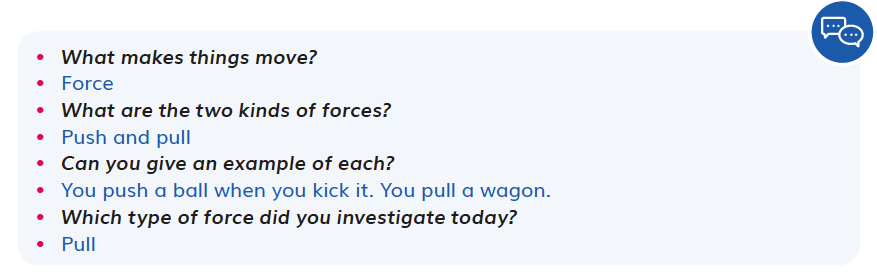 • What makes things move?
• Force
• What are the two kinds of forces?
• Push and pull
• Can you give an example of each?
• You push a ball when you kick it. You pull a wagon.
• Which type of force did you investigate today?
• Pull